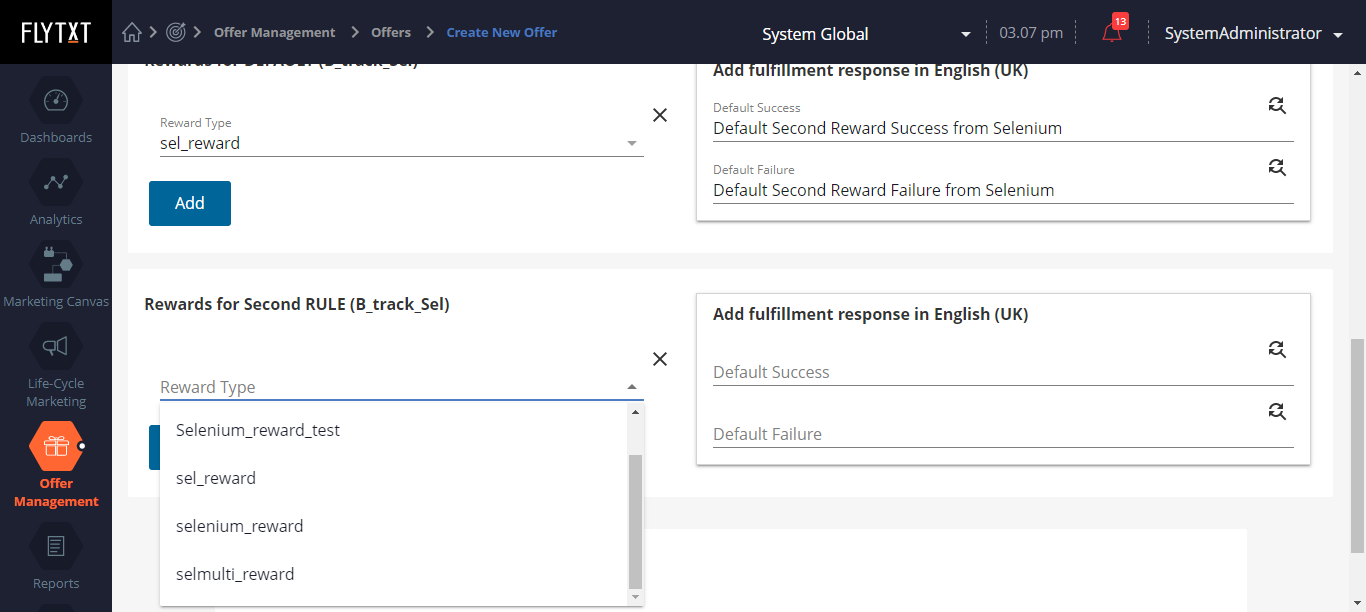 FLYTXT
Offer Management
Offers
Create New Offer
System Global
03.07 pm
13
SystemAdministrator
Dashboards
Analytics
Marketing Canvas
Life-Cycle
Marketing
Offer
Management
Reports
Rewards for DEFAULT (B_track_Sel)
Reward Type
sel_reward
Add
Add fulfillment response in English (UK)
Default Success
Default Second Reward Success from Selenium
Default Failure
Default Second Reward Failure from Selenium
Rewards for Second RULE (B_track_Sel)
Reward Type
Selenium_reward_test
sel_reward
selenium_reward
selmulti_reward
Add fulfillment response in English (UK)
Default Success
Default Failure